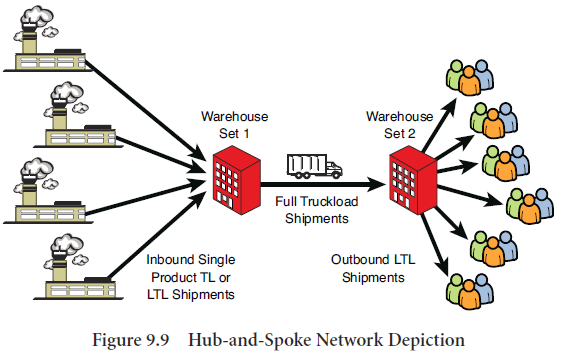 Warehouse
Set 1
Warehouse
Set 2
Full Truckload
Shipments
Inbound Single
Product TL or
LTL Shipments
Outbound LTL
Shipments
Figure 9.9 Hub-and-Spoke Network Depiction